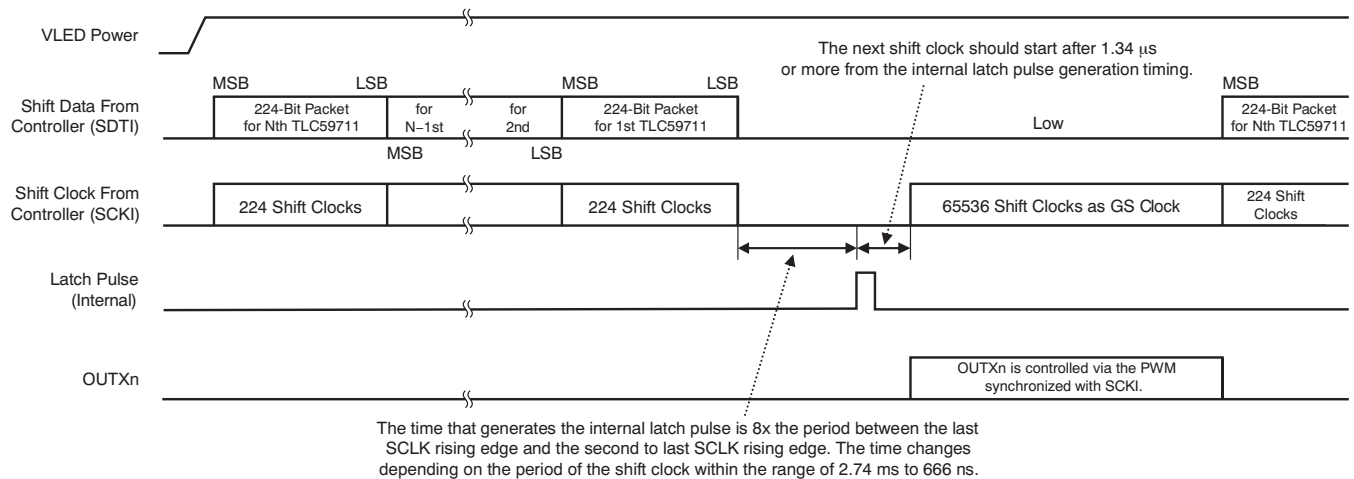 VLED Power
The next shift clock should start after 1.34 μs
or more from the internal latch pulse generation timing.
MSB LSB MSB LSB MSB
Shift Data From
Controller (SDTI)
224-Bit Packet
for Nth TLC59711
for
N–1st
for
2nd
224-Bit Packet
for 1st TLC59711
Low
224-Bit Packet
for Nth TLC59711
MSB LSB
Shift Clock From
Controller (SCKI)
224 Shift Clocks
224 Shift Clocks
65536 Shift Clocks as GS Clock
224 Shift
Clocks
Latch Pulse
(Internal)
OUTXn
OUTXn is controlled via the PWM
synchronized with SCKI.
The time that generates the internal latch pulse is 8x the period between the last
SCLK rising edge and the second to last SCLK rising edge. The time changes
depending on the period of the shift clock within the range of 2.74 ms to 666 ns.